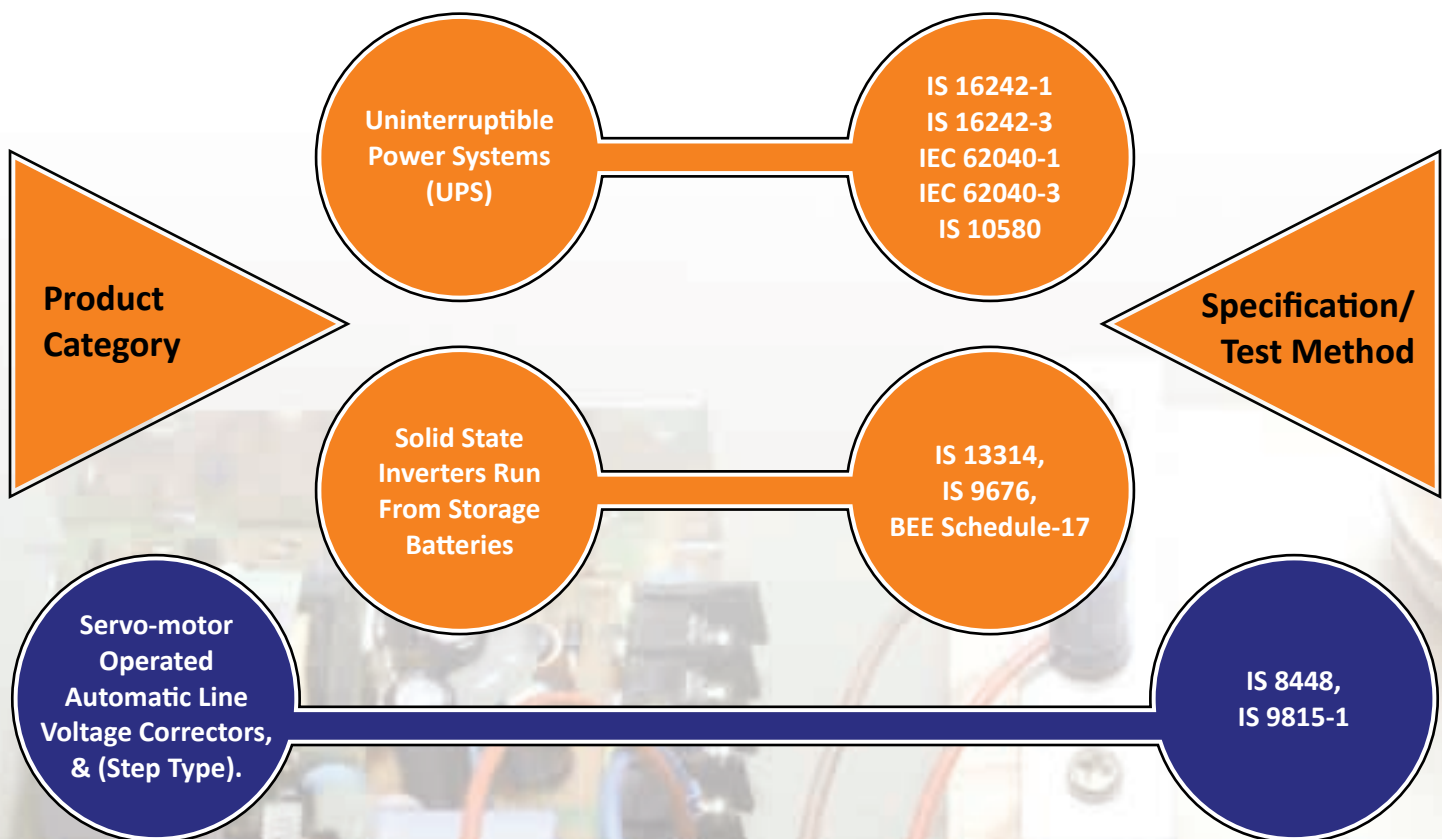 Product
Category
Uninterruptible
Power Systems
(UPS)
IS 16242-1
IS 16242-3
IEC 62040-1
IEC 62040-3
IS 10580
Specification/
Test Method
Solid State
Inverters Run
From Storage
Batteries
IS 13314,
IS 9676,
BEE Schedule-17
Servo-motor
Operated
Automatic Line
Voltage Correctors,
& (Step Type).
IS 8448,
IS 9815-1